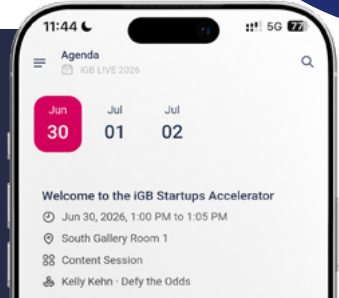 11:44 5G 77
Agenda
iGB LIVE 2026
Jun Jul Jul
30 01 02
Welcome to the iGB Startups Accelerator
Jun 30, 2026, 1:00 PM to 1:05 PM
South Gallery Room 1
Content Session
Kelly Kehn · Defy the Odds